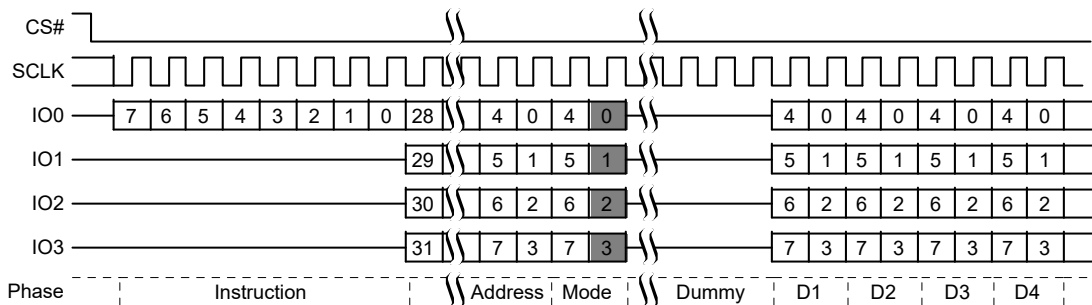 CS#
SCLK
IO0 7 6 5 4 3 2 1 0 28 4 0 4 0 4 0 4 0 4 0 4 0
IO1 29 5 1 5 1 5 1 5 1 5 1 5 1
IO2 30 6 2 6 2 6 2 6 2 6 2 6 2
IO3 31 7 3 7 3 7 3 7 3 7 3 7 3
Phase Instruction Address Mode Dummy D1 D2 D3 D4